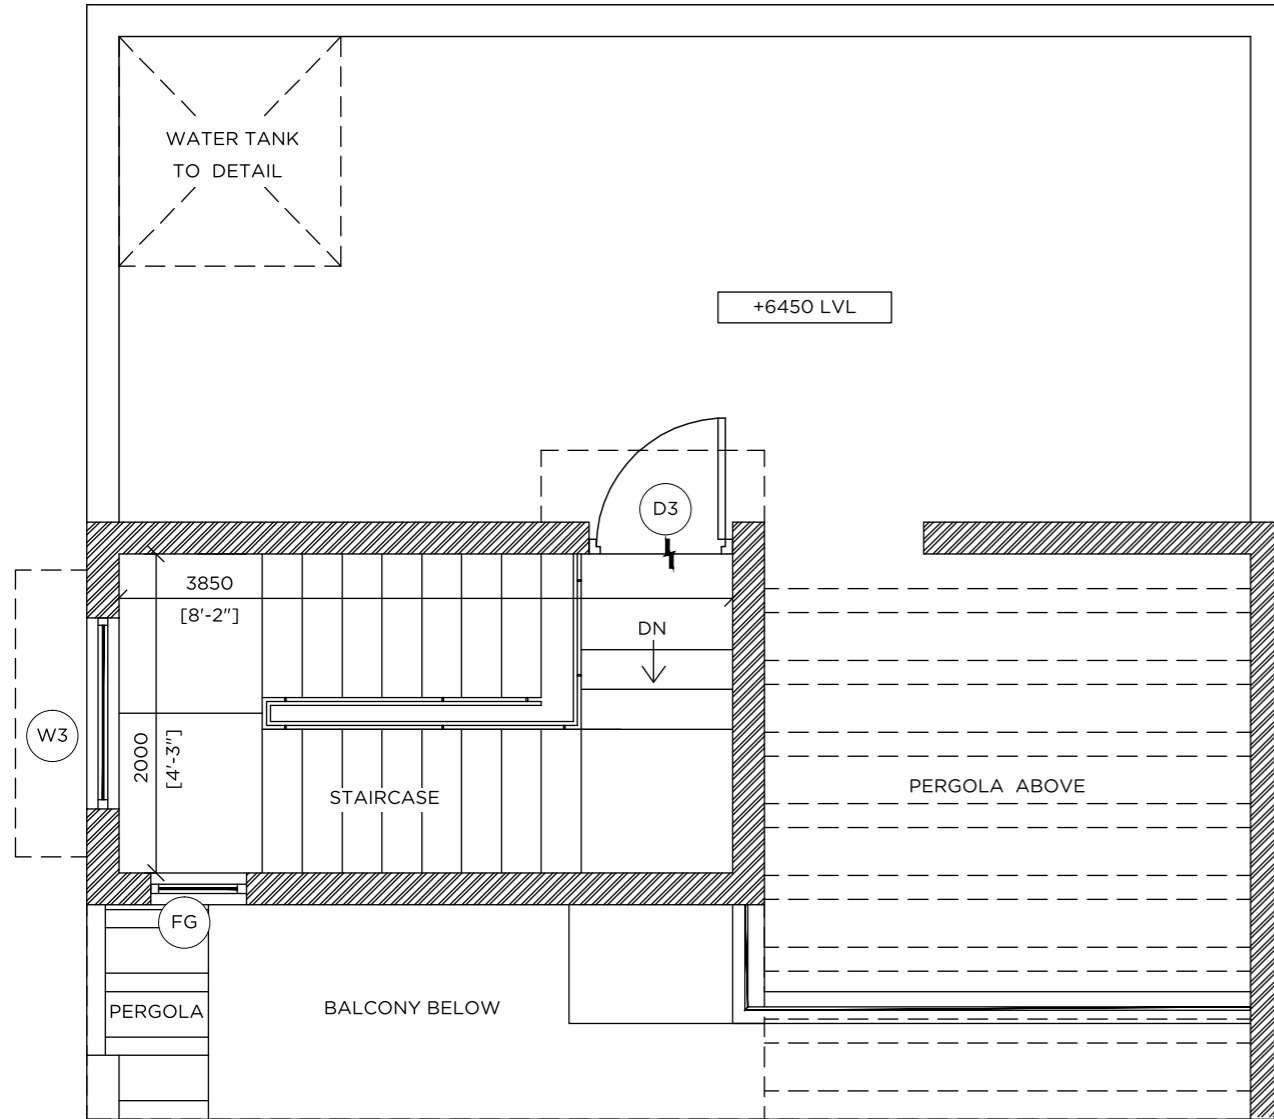 WATER TANK
TO DETAIL
+6450 LVL
D3
3850
[8'-2"]
DN
W3
2000
[4'-3"]
STAIRCASE
PERGOLA ABOVE
FG
PERGOLA
BALCONY BELOW